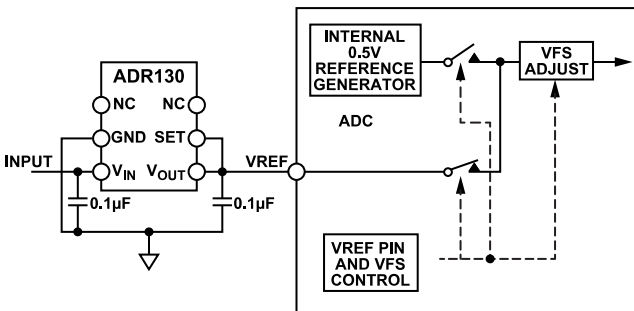 INTERNAL
0.5V
REFERENCE
GENERATOR
VFS
ADJUST
ADC
ADR130
NC
NC
GND
SET
INPUT
VIN
VOUT
VREF
0.1µF
0.1µF
VREF PIN
AND VFS
CONTROL